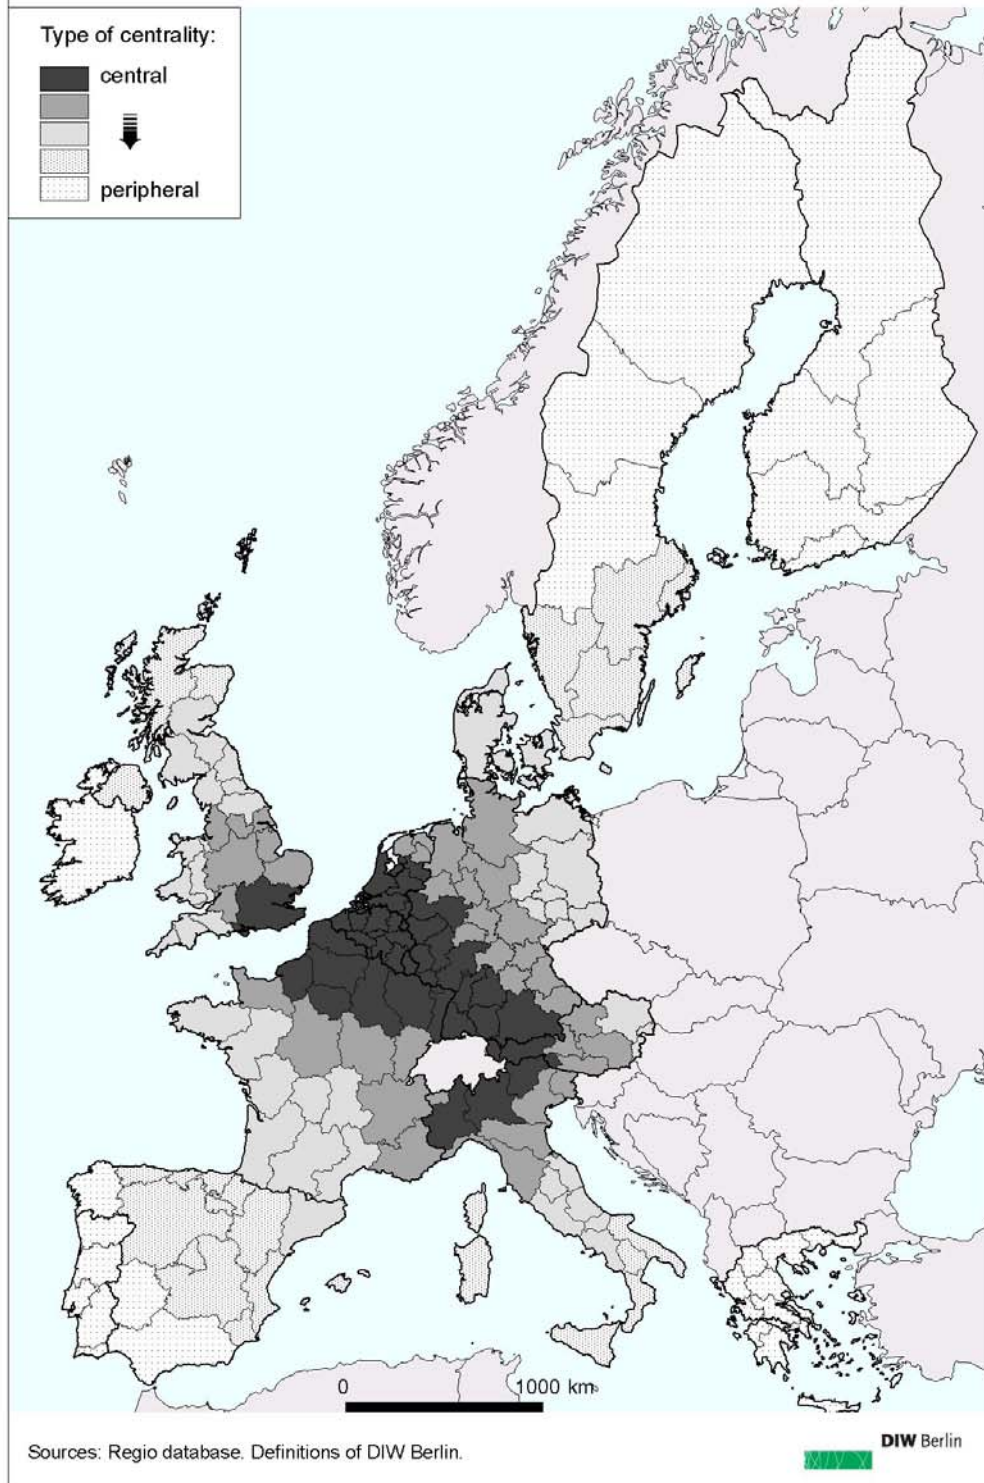 Type of centrality:
central
peripheral
0 1000 km
Sources: Regio database. Definitions of DIW Berlin.
DIW Berlin